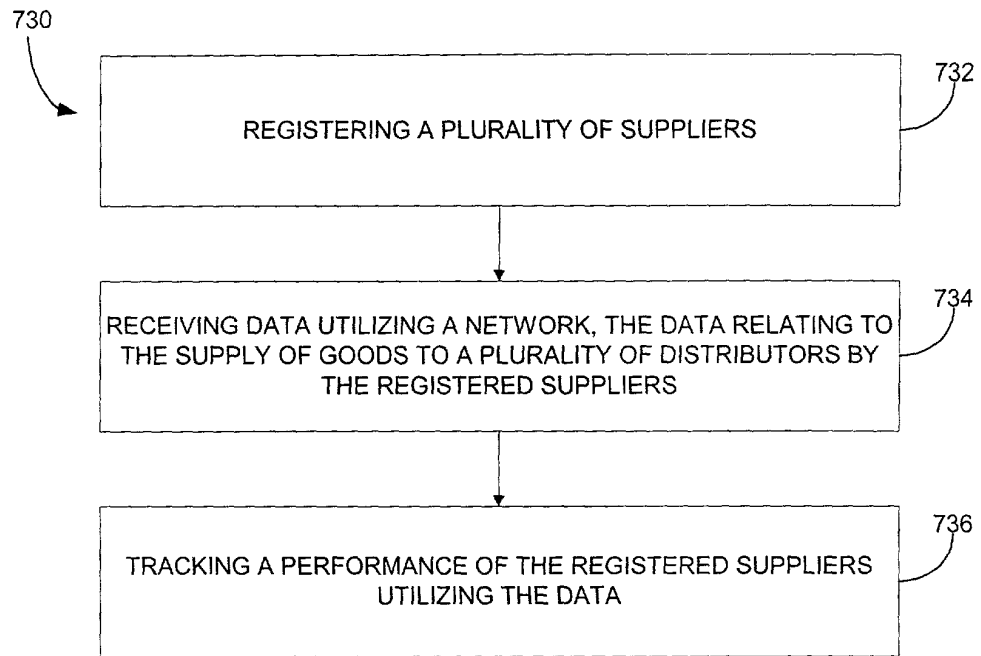 730
732
REGISTERING A PLURALITY OF SUPPLIERS
734
RECEIVING DATA UTILIZING A NETWORK, THE DATA RELATING TO
THE SUPPLY OF GOODS TO A PLURALITY OF DISTRIBUTORS BY
THE REGISTERED SUPPLIERS
736
TRACKING A PERFORMANCE OF THE REGISTERED SUPPLIERS
UTILIZING THE DATA